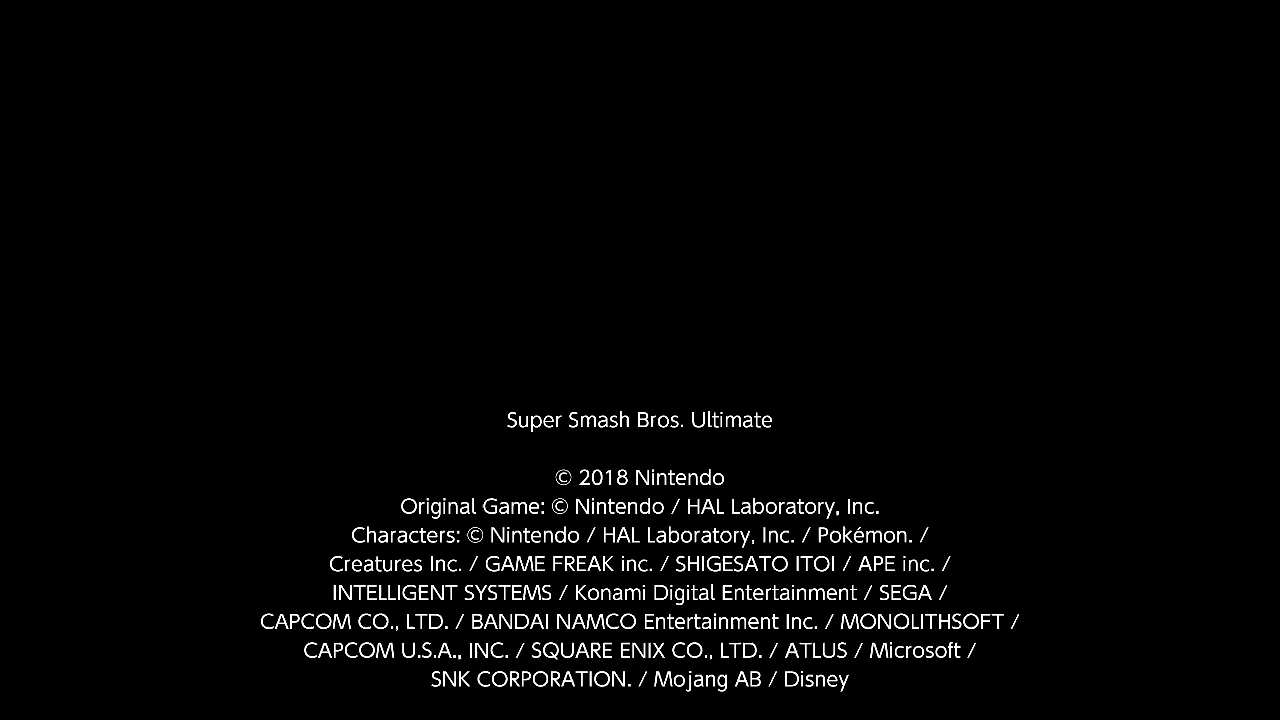 Super Smash Bros. Ultimate
© 2018 Nintendo
Original Game: © Nintendo / HAL Laboratory, Inc.
Characters: © Nintendo / HAL Laboratory, Inc. / Pokémon. /
Creatures Inc. / GAME FREAK inc. / SHIGESATO ITOI / APE inc. /
INTELLIGENT SYSTEMS / Konami Digital Entertainment / SEGA /
CAPCOM CO., LTD. / BANDAI NAMCO Entertainment Inc. / MONOLITHSOFT /
CAPCOM U.S.A., INC. / SQUARE ENIX CO., LTD. / ATLUS / Microsoft /
SNK CORPORATION. / Mojang AB / Disney